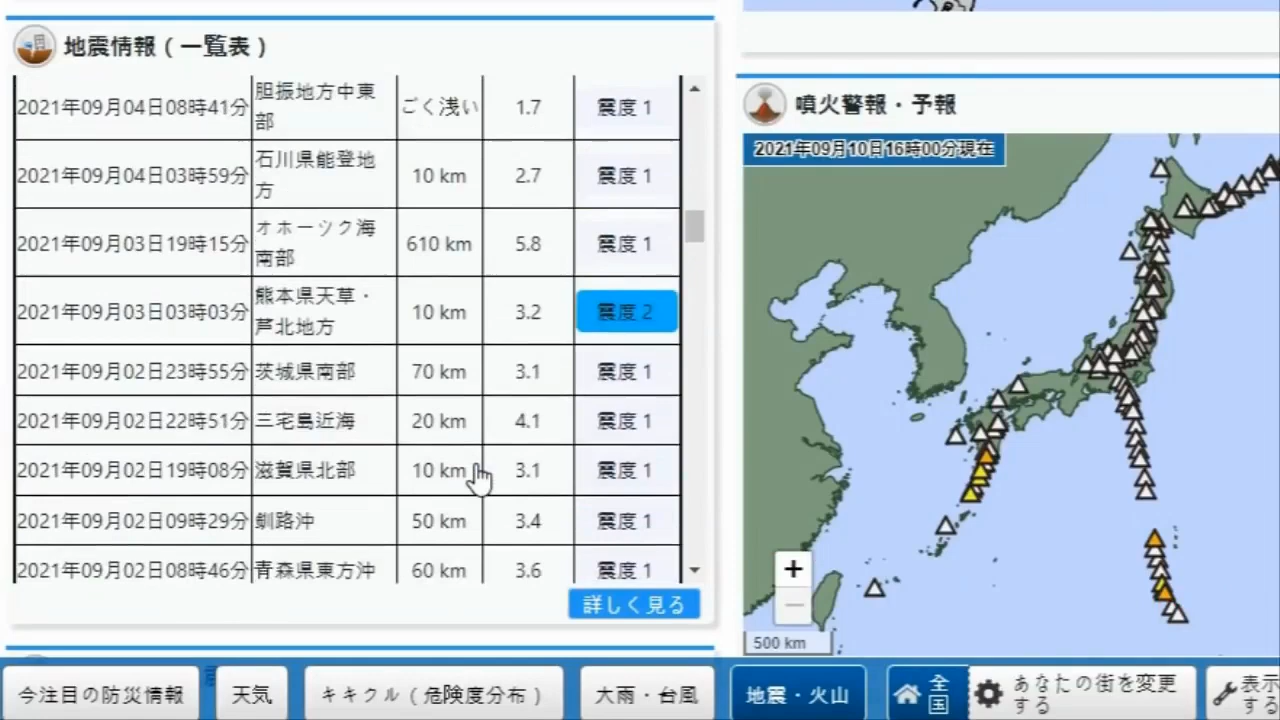 地震情報（一覧表）
2021年09月04日08時41分 胆振地方中東部 ごく浅い 1.7 震度1
2021年09月04日03時59分 石川県能登地方 10 km 2.7 震度1
2021年09月03日19時15分 オホーツク海南部 610 km 5.8 震度1
2021年09月03日03時03分 熊本県天草・芦北地方 10 km 3.2 震度2
2021年09月02日23時55分 茨城県南部 70 km 3.1 震度1
2021年09月02日22時51分 三宅島近海 20 km 4.1 震度1
2021年09月02日19時08分 滋賀県北部 10 km 3.1 震度1
2021年09月02日09時29分 釧路沖 50 km 3.4 震度1
2021年09月02日08時46分 青森県東方沖 60 km 3.6 震度1
詳しく見る
噴火警報・予報
2021年09月10日16時00分現在
+
−
500 km
今注目の防災情報
天気
キキクル（危険度分布）
大雨・台風
地震・火山
全国
あなたの街を変更する
表示
する